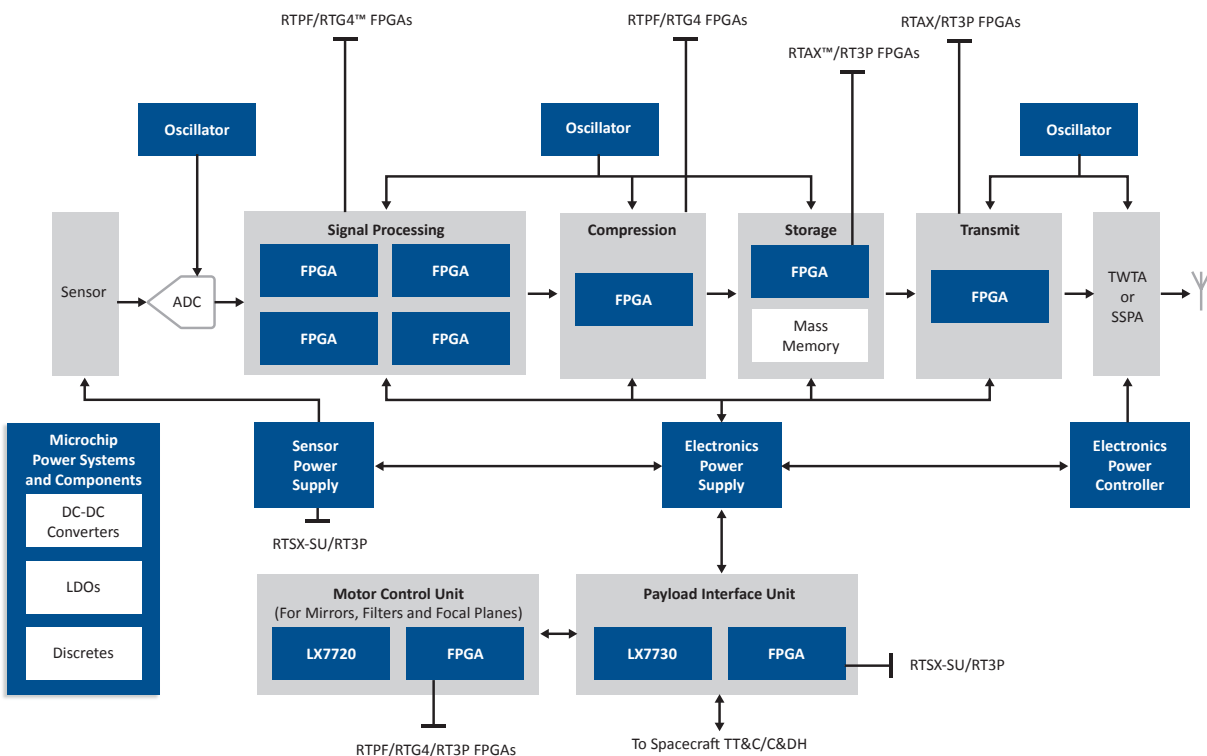 RTPF/RTG4™ FPGAs
RTPF/RTG4 FPGAs
RTAX/RT3P FPGAs
RTAX™/RT3P FPGAs
Oscillator
Oscillator
Oscillator
Sensor
ADC
Signal Processing
FPGA
FPGA
FPGA
FPGA
Compression
FPGA
Storage
FPGA
Mass
Memory
Transmit
FPGA
TWTA
or
SSPA
Microchip
Power Systems
and Components
DC-DC
Converters
LDOs
Discretes
Sensor
Power
Supply
RTSX-SU/RT3P
Electronics
Power
Supply
Electronics
Power
Controller
Motor Control Unit
(For Mirrors, Filters and Focal Planes)
LX7720
FPGA
RTPF/RTG4/RT3P FPGAs
Payload Interface Unit
LX7730
FPGA
RTSX-SU/RT3P
To Spacecraft TT&C/C&DH